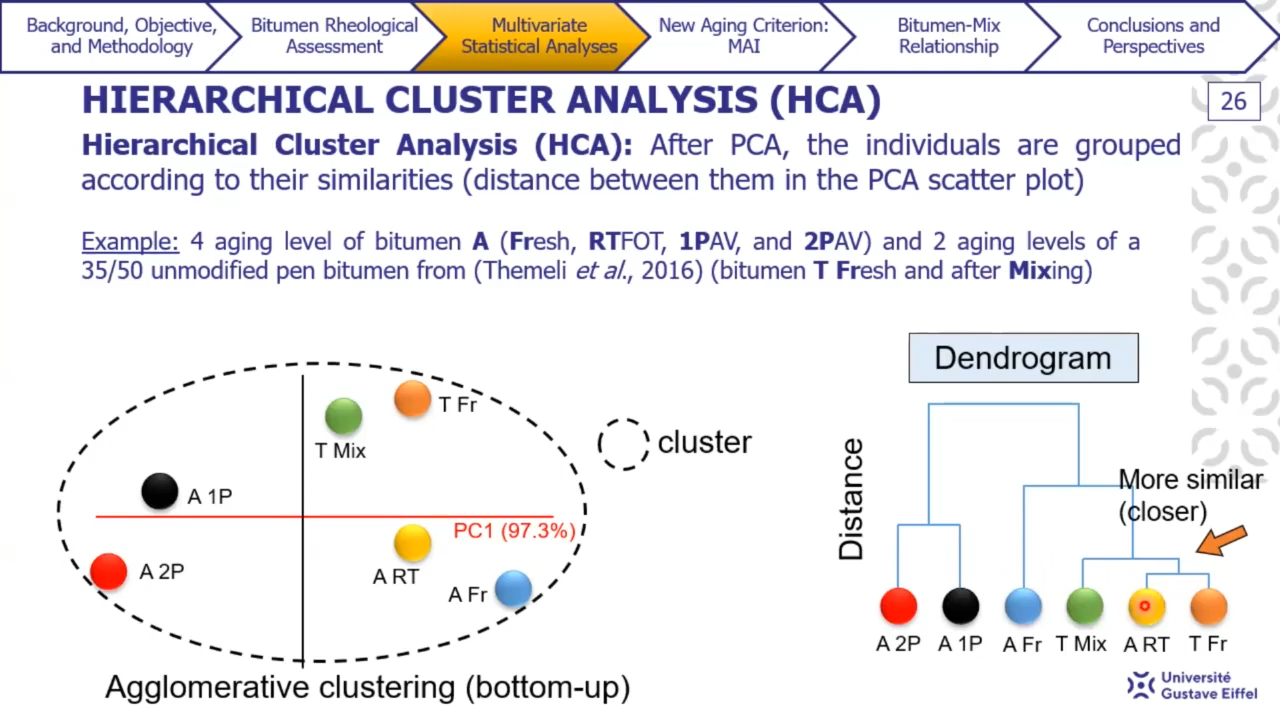 Background, Objective,
and Methodology
Bitumen Rheological
Assessment
Multivariate
Statistical Analyses
New Aging Criterion:
MAI
Bitumen-Mix
Relationship
Conclusions and
Perspectives
HIERARCHICAL CLUSTER ANALYSIS (HCA)
26
Hierarchical Cluster Analysis (HCA): After PCA, the individuals are grouped
according to their similarities (distance between them in the PCA scatter plot)
Example: 4 aging level of bitumen A (Fresh, RTFOT, 1PAV, and 2PAV) and 2 aging levels of a
35/50 unmodified pen bitumen from (Themeli et al., 2016) (bitumen T Fresh and after Mixing)
T Fr
T Mix
A 1P
PC1 (97.3%)
A 2P
A RT
A Fr
cluster
Agglomerative clustering (bottom-up)
Dendrogram
Distance
More similar
(closer)
A 2P A 1P A Fr T Mix A RT T Fr
Université
Gustave Eiffel